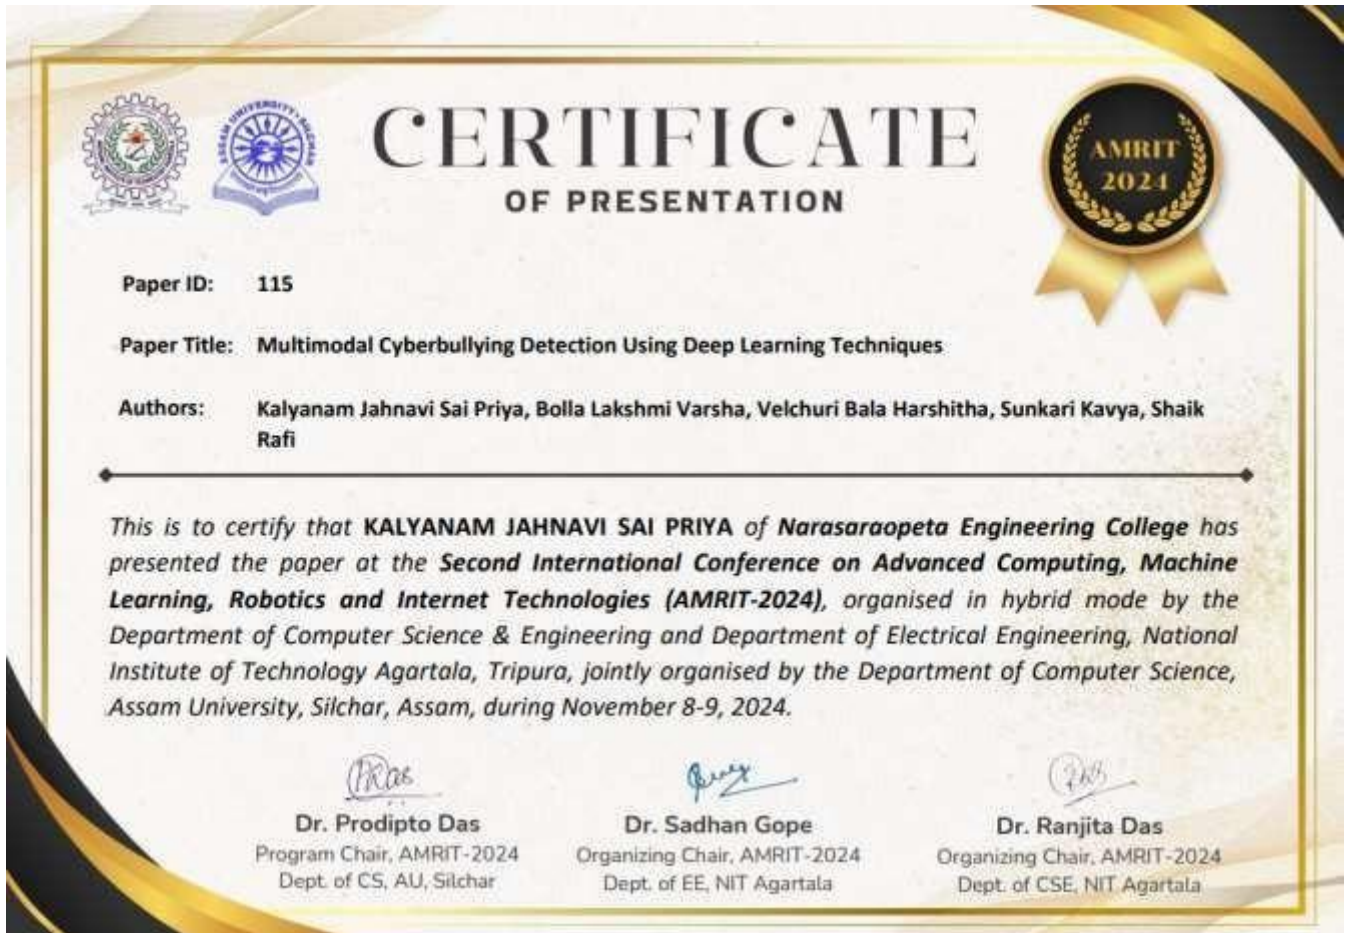 ASSAM UNIVERSITY SILCHAR
CERTIFICATE
OF PRESENTATION
AMRIT
2024
Paper ID: 115
Paper Title: Multimodal Cyberbullying Detection Using Deep Learning Techniques
Authors: Kalyanam Jahnavi Sai Priya, Bolla Lakshmi Varsha, Velchuri Bala Harshitha, Sunkari Kavya, Shaik
Rafi
This is to certify that KALYANAM JAHNAVI SAI PRIYA of Narasaraopeta Engineering College has
presented the paper at the Second International Conference on Advanced Computing, Machine
Learning, Robotics and Internet Technologies (AMRIT-2024), organised in hybrid mode by the
Department of Computer Science & Engineering and Department of Electrical Engineering, National
Institute of Technology Agartala, Tripura, jointly organised by the Department of Computer Science,
Assam University, Silchar, Assam, during November 8-9, 2024.
Dr. Prodipto Das
Program Chair, AMRIT-2024
Dept. of CS, AU, Silchar
Dr. Sadhan Gope
Organizing Chair, AMRIT-2024
Dept. of EE, NIT Agartala
Dr. Ranjita Das
Organizing Chair, AMRIT-2024
Dept. of CSE, NIT Agartala